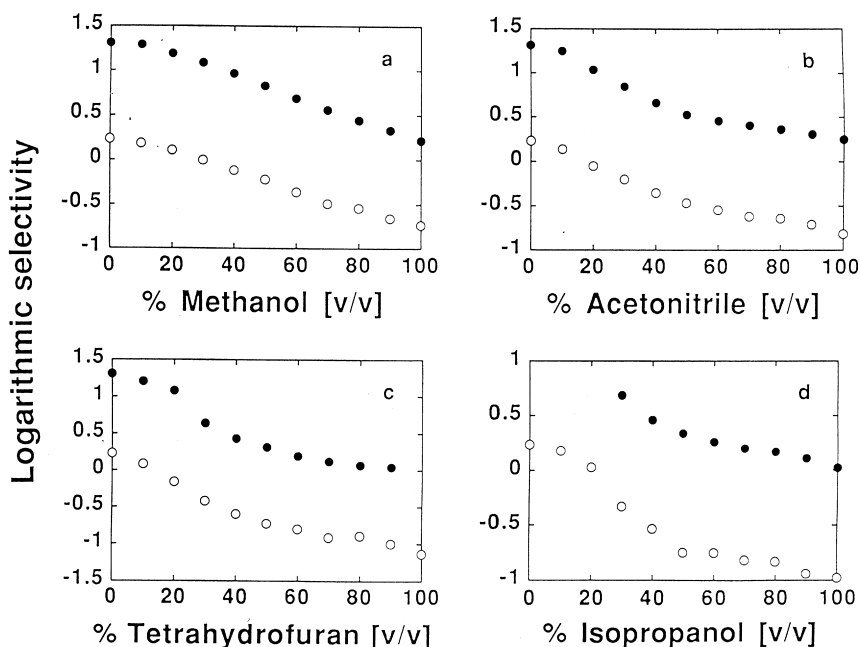 Logarithmic selectivity
1.5
1
0.5
0
-0.5
-1
a
0 20 40 60 80 100
% Methanol [v/v]
1.5
1
0.5
0
-0.5
-1
b
0 20 40 60 80 100
% Acetonitrile [v/v]
1.5
1
0.5
0
-0.5
-1
-1.5
c
0 20 40 60 80 100
% Tetrahydrofuran [v/v]
1
0.5
0
-0.5
-1
d
0 20 40 60 80 100
% Isopropanol [v/v]